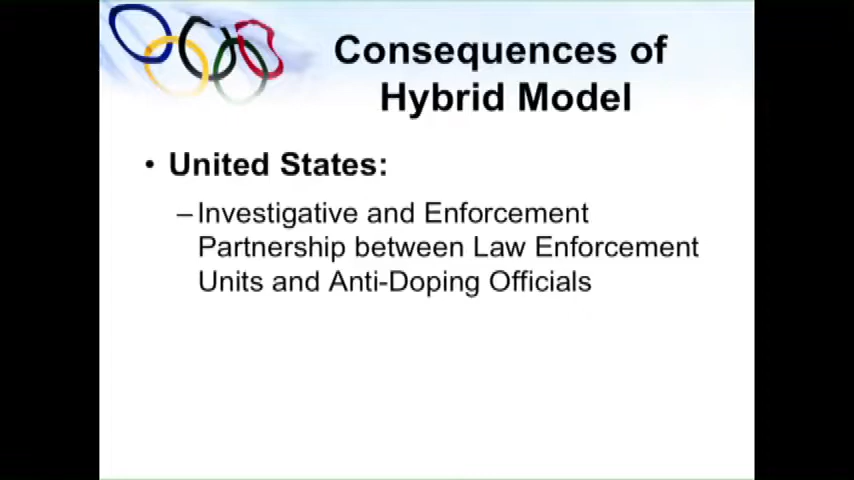 Consequences of
Hybrid Model
• United States:
–Investigative and Enforcement
Partnership between Law Enforcement
Units and Anti-Doping Officials